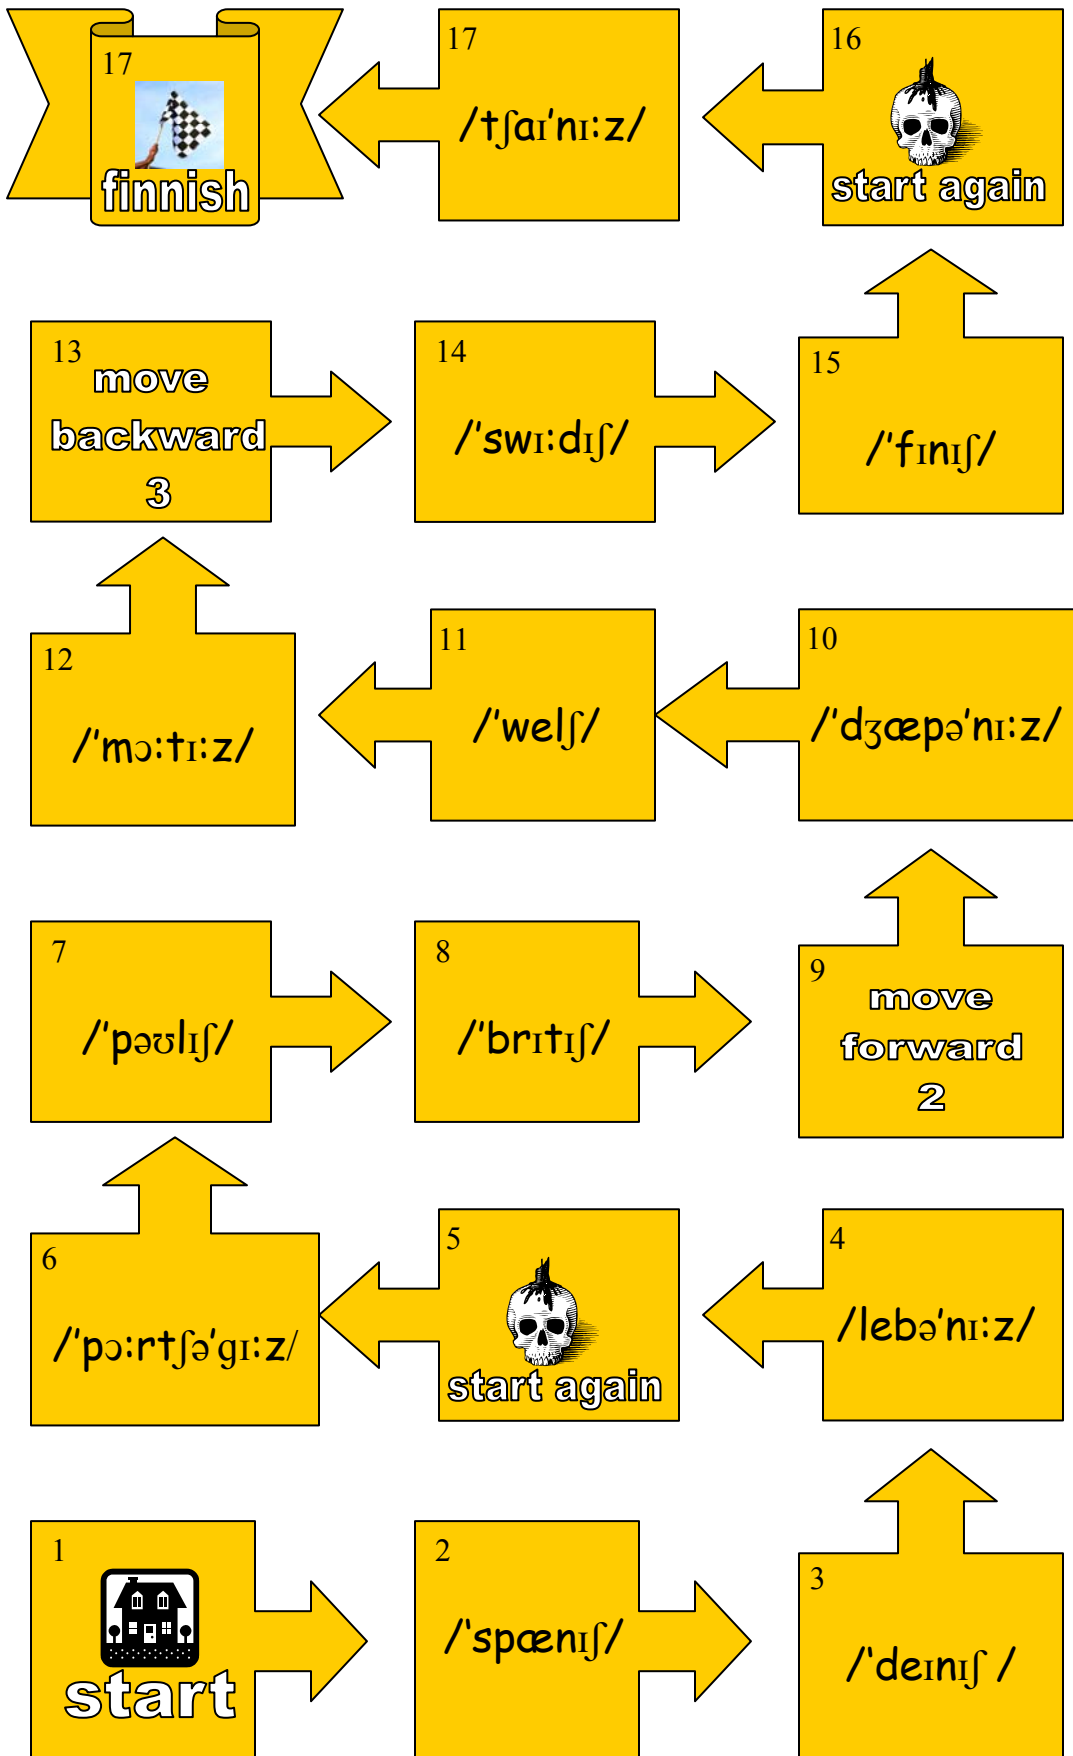 17
finnish
17
/tʃaɪ'nɪ:z/
16
start again
13
move
backward
3
14
/'swɪ:dɪʃ/
15
/'fɪnɪʃ/
12
/'mɔ:tɪ:z/
11
/'welʃ/
10
/'dʒæpə'nɪ:z/
7
/'pəʊlɪʃ/
8
/'brɪtɪʃ/
9
move
forward
2
6
/'pɔ:rtʃə'gɪ:z/
5
start again
4
/lebə'nɪ:z/
1
start
2
/'spænɪʃ/
3
/'deɪnɪʃ /